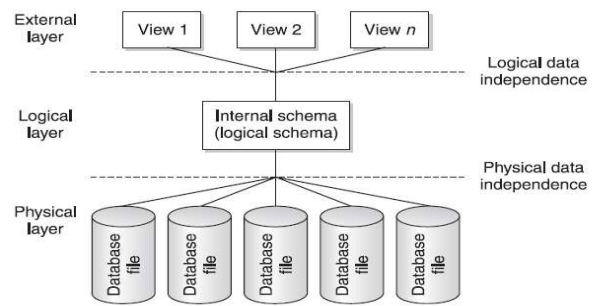 External
layer
View 1
View 2
View n
Logical data
independence
Logical
layer
Internal schema
(logical schema)
Physical data
independence
Physical
layer
Database
file
Database
file
Database
file
Database
file
Database
file